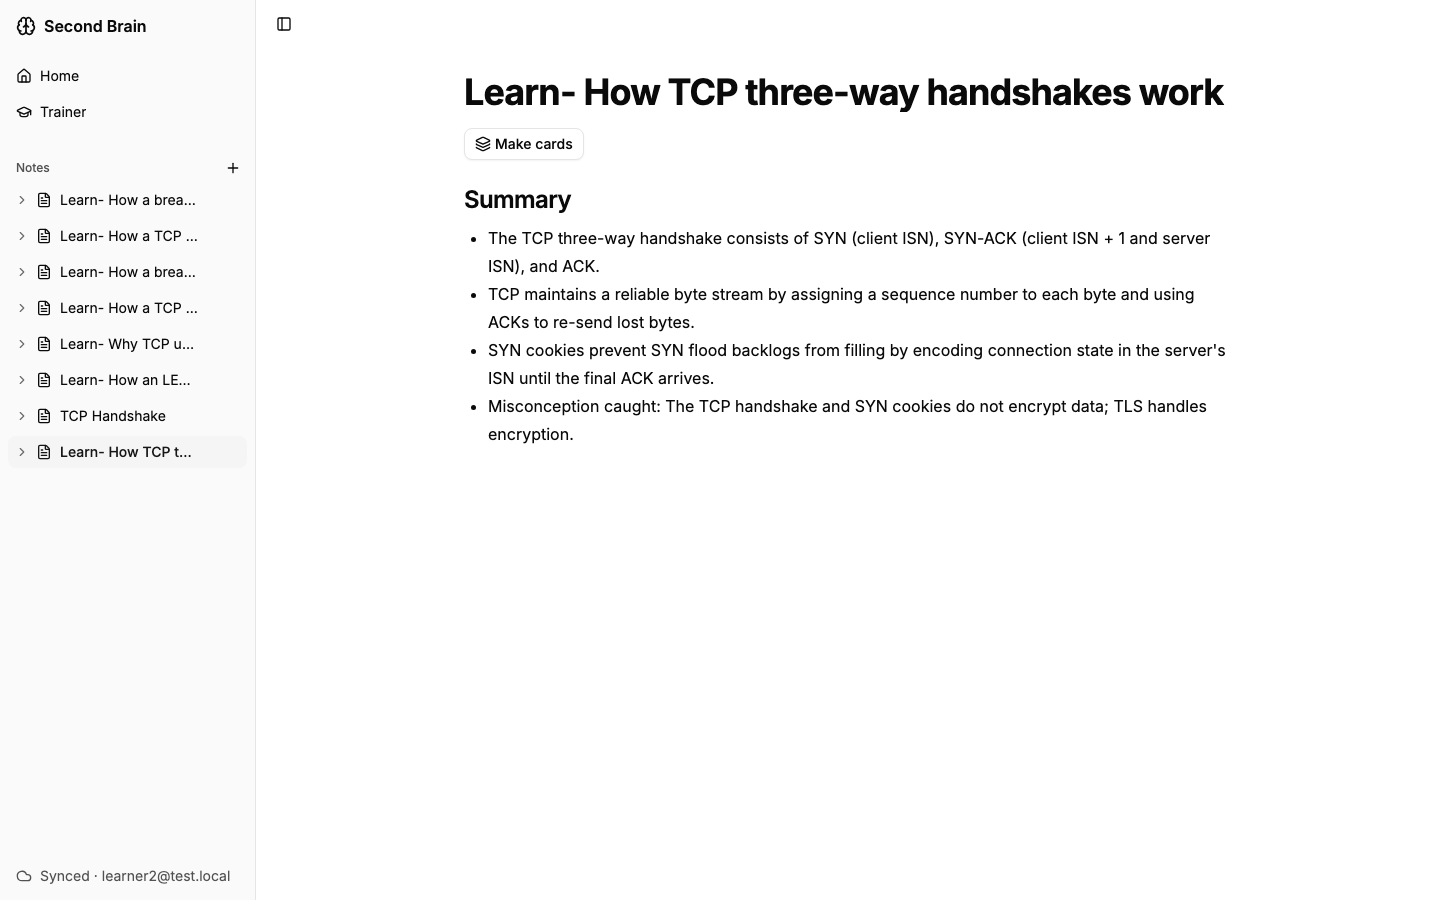 Second Brain
Home
Trainer
Notes
Learn- How a brea...
Learn- How a TCP ...
Learn- How a brea...
Learn- How a TCP ...
Learn- Why TCP u...
Learn- How an LE...
TCP Handshake
Learn- How TCP t...
Synced · learner2@test.local
Learn- How TCP three-way handshakes work
Make cards
Summary
• The TCP three-way handshake consists of SYN (client ISN), SYN-ACK (client ISN + 1 and server
ISN), and ACK.
• TCP maintains a reliable byte stream by assigning a sequence number to each byte and using
ACKs to re-send lost bytes.
• SYN cookies prevent SYN flood backlogs from filling by encoding connection state in the server's
ISN until the final ACK arrives.
• Misconception caught: The TCP handshake and SYN cookies do not encrypt data; TLS handles
encryption.